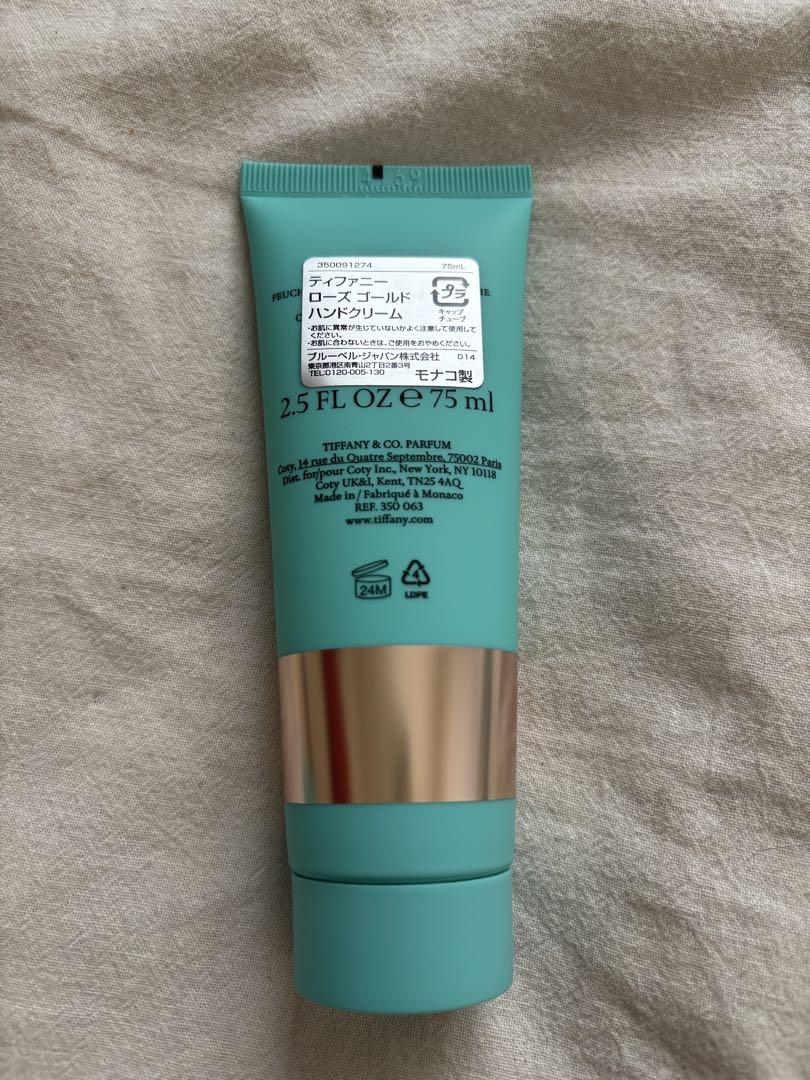 350091274 75mL
ティファニー
ローズ ゴールド
ハンドクリーム
プラ
キャップ
チューブ
・お肌に異常が生じていないかよく注意して使用して
ください。
・お肌に合わないときは、ご使用をおやめください。
ブルーベル・ジャパン株式会社 D14
東京都港区南青山2丁目2番3号
TEL:0120-005-130 モナコ製
2.5 FL OZ e 75 ml
TIFFANY & CO. PARFUM
Coty, 14 rue du Quatre Septembre, 75002 Paris
Dist. for/pour Coty Inc., New York, NY 10118
Coty UK&I, Kent, TN25 4AQ
Made in / Fabriqué à Monaco
REF. 350 063
www.tiffany.com
24M 4
LDPE